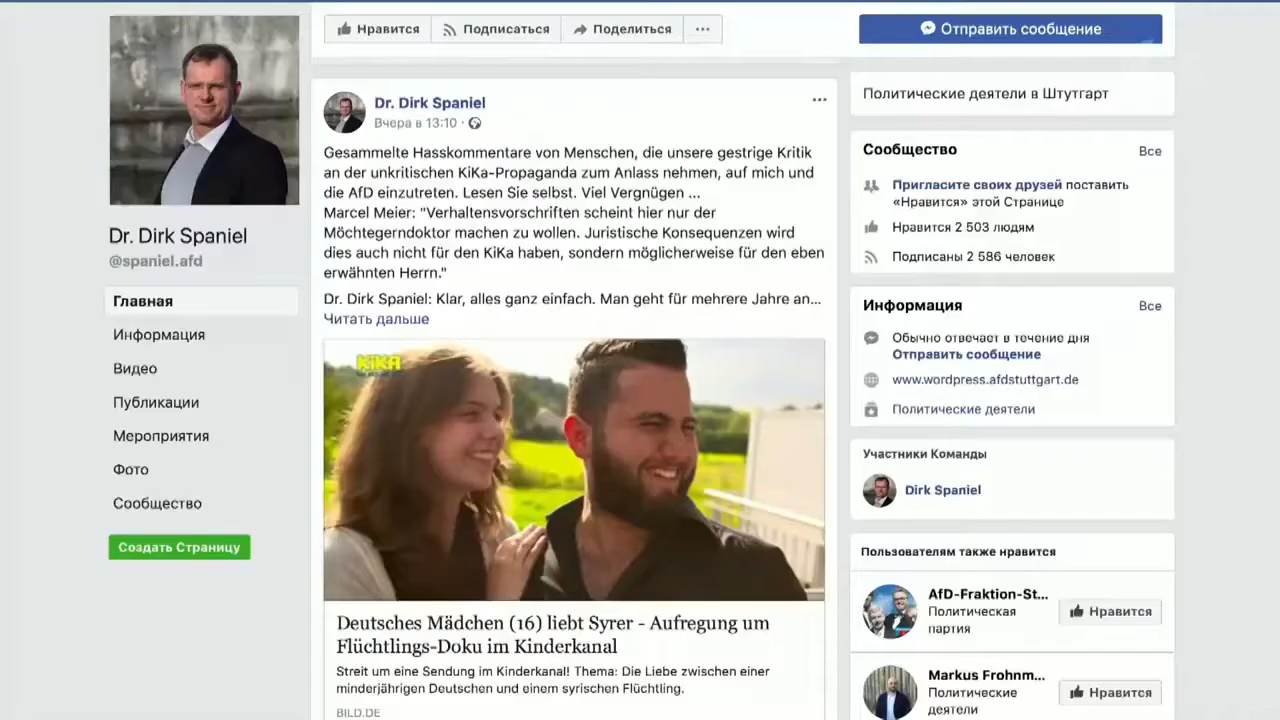 Нравится
Подписаться
Поделиться
Отправить сообщение
Dr. Dirk Spaniel
@spaniel.afd
Главная
Информация
Видео
Публикации
Мероприятия
Фото
Сообщество
Создать Страницу
Dr. Dirk Spaniel
Вчера в 13:10 ·
Gesammelte Hasskommentare von Menschen, die unsere gestrige Kritik
an der unkritischen KiKa-Propaganda zum Anlass nehmen, auf mich und
die AfD einzutreten. Lesen Sie selbst. Viel Vergnügen ...
Marcel Meier: "Verhaltensvorschriften scheint hier nur der
Möchtegerndoktor machen zu wollen. Juristische Konsequenzen wird
dies auch nicht für den KiKa haben, sondern möglicherweise für den eben
erwähnten Herrn."
Dr. Dirk Spaniel: Klar, alles ganz einfach. Man geht für mehrere Jahre an...
Читать дальше
KiKA
Deutsches Mädchen (16) liebt Syrer - Aufregung um
Flüchtlings-Doku im Kinderkanal
Streit um eine Sendung im Kinderkanal! Thema: Die Liebe zwischen einer
minderjährigen Deutschen und einem syrischen Flüchtling.
BILD.DE
Политические деятели в Штутгарт
Сообщество
Все
Пригласите своих друзей поставить
«Нравится» этой Странице
Нравится 2 503 людям
Подписаны 2 586 человек
Информация
Все
Обычно отвечает в течение дня
Отправить сообщение
www.wordpress.afdstuttgart.de
Политические деятели
Участники Команды
Dirk Spaniel
Пользователям также нравится
AfD-Fraktion-St...
Политическая
партия
Нравится
Markus Frohnm...
Политические
деятели
Нравится